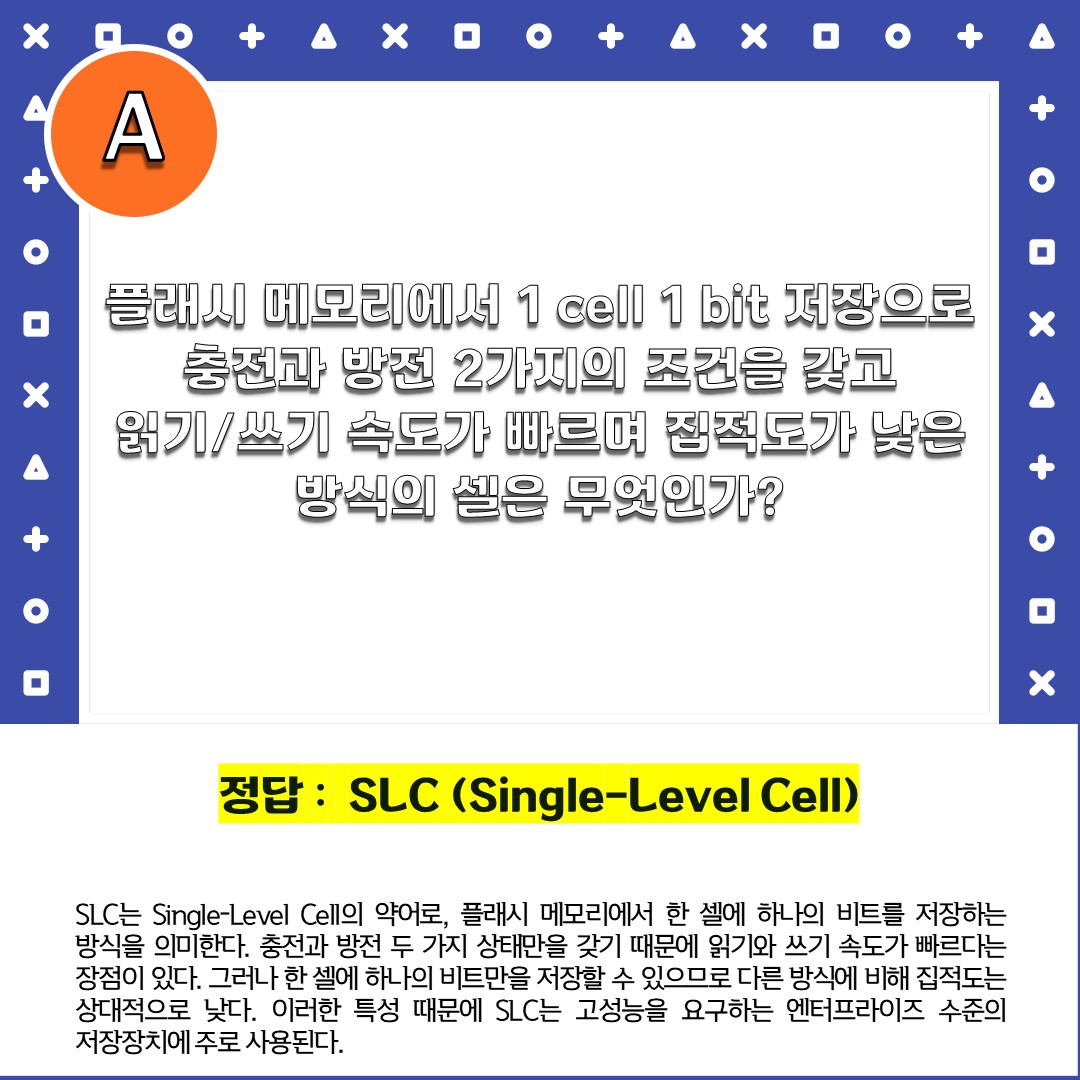 A
플래시 메모리에서 1 cell 1 bit 저장으로
충전과 방전 2가지의 조건을 갖고
읽기/쓰기 속도가 빠르며 집적도가 낮은
방식의 셀은 무엇인가?
정답 : SLC (Single-Level Cell)
SLC는 Single-Level Cell의 약어로, 플래시 메모리에서 한 셀에 하나의 비트를 저장하는
방식을 의미한다. 충전과 방전 두 가지 상태만을 갖기 때문에 읽기와 쓰기 속도가 빠르다는
장점이 있다. 그러나 한 셀에 하나의 비트만을 저장할 수 있으므로 다른 방식에 비해 집적도는
상대적으로 낮다. 이러한 특성 때문에 SLC는 고성능을 요구하는 엔터프라이즈 수준의
저장장치에 주로 사용된다.